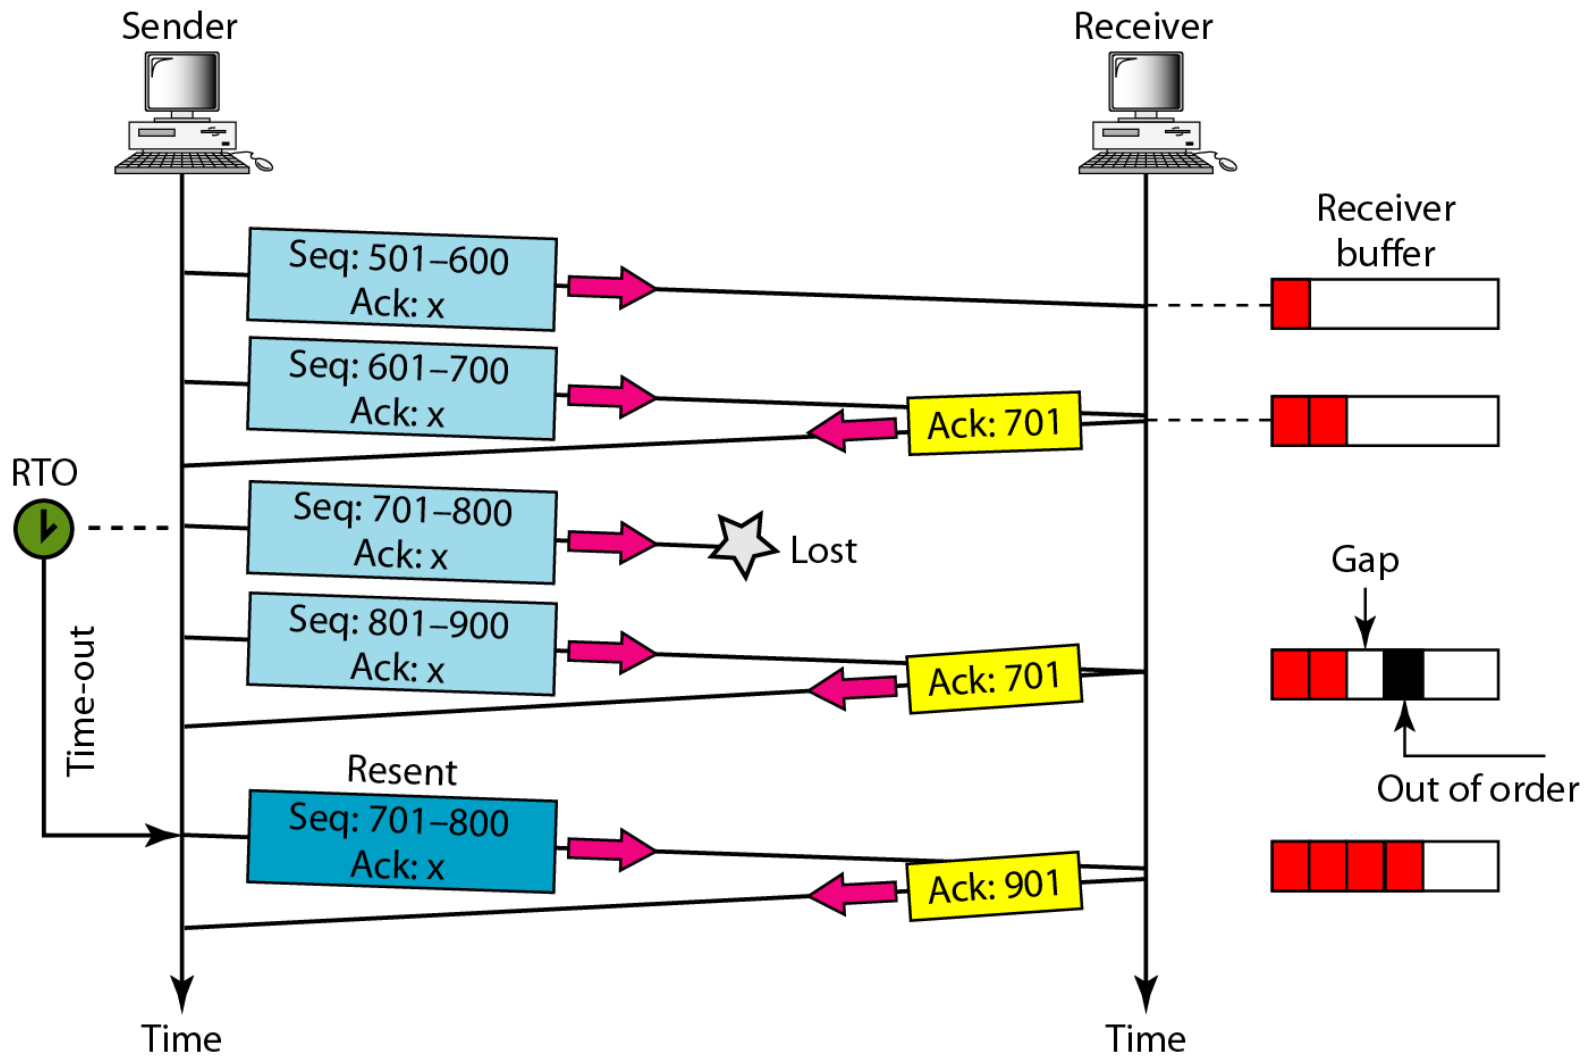 Sender
Receiver
Receiver
buffer
Seq: 501–600
Ack: x
Seq: 601–700
Ack: x
Ack: 701
RTO
Seq: 701–800
Ack: x
Lost
Gap
Time-out
Seq: 801–900
Ack: x
Ack: 701
Out of order
Resent
Seq: 701–800
Ack: x
Ack: 901
Time
Time